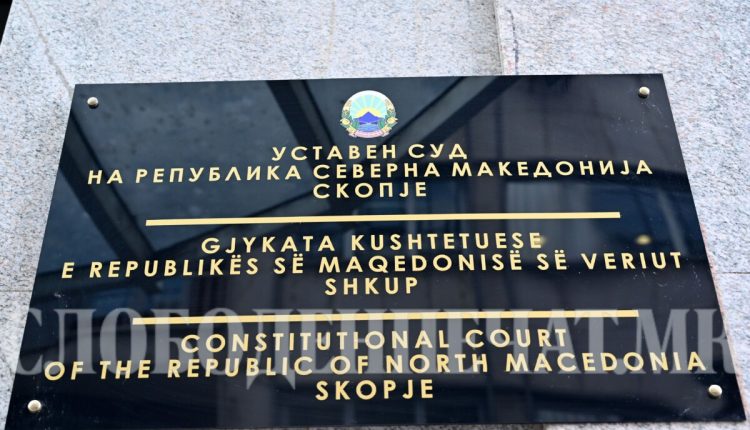 УСТАВЕН СУД
НА РЕПУБЛИКА СЕВЕРНА МАКЕДОНИЈА
СКОПЈЕ
GJYKATA KUSHTETUESE
E REPUBLIKËS SË MAQEDONISË SË VERIUT
SHKUP
СЛОБОДЕНПЕЧАТ.МК
CONSTITUTIONAL COURT
OF THE REPUBLIC OF NORTH MACEDONIA
SKOPJE